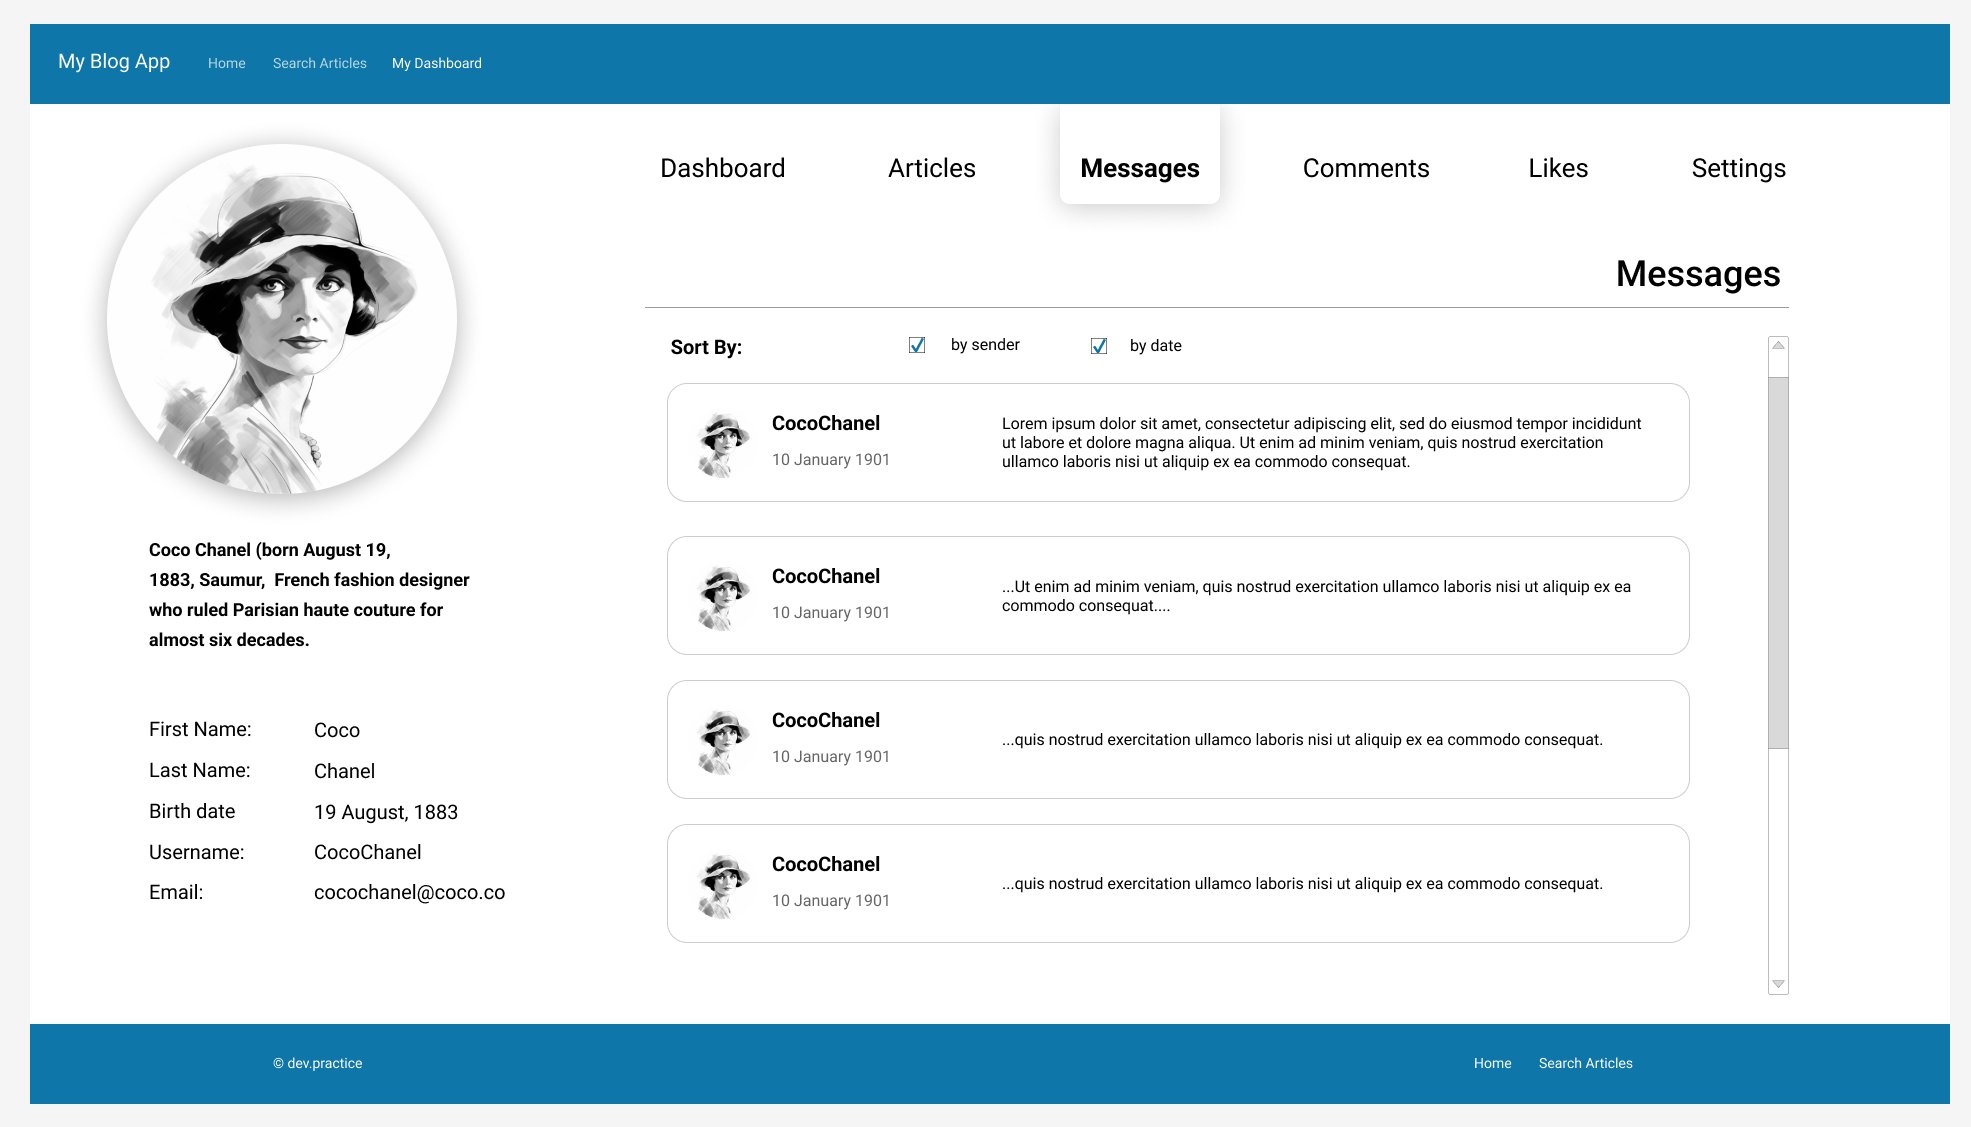 My Blog App Home Search Articles My Dashboard
Dashboard Articles Messages Comments Likes Settings
Coco Chanel (born August 19,
1883, Saumur, French fashion designer
who ruled Parisian haute couture for
almost six decades.
First Name: Coco
Last Name: Chanel
Birth date 19 August, 1883
Username: CocoChanel
Email: cocochanel@coco.co
Messages
Sort By: by sender by date
CocoChanel
10 January 1901
Lorem ipsum dolor sit amet, consectetur adipiscing elit, sed do eiusmod tempor incididunt
ut labore et dolore magna aliqua. Ut enim ad minim veniam, quis nostrud exercitation
ullamco laboris nisi ut aliquip ex ea commodo consequat.
CocoChanel
10 January 1901
...Ut enim ad minim veniam, quis nostrud exercitation ullamco laboris nisi ut aliquip ex ea
commodo consequat....
CocoChanel
10 January 1901
...quis nostrud exercitation ullamco laboris nisi ut aliquip ex ea commodo consequat.
CocoChanel
10 January 1901
...quis nostrud exercitation ullamco laboris nisi ut aliquip ex ea commodo consequat.
© dev.practice Home Search Articles